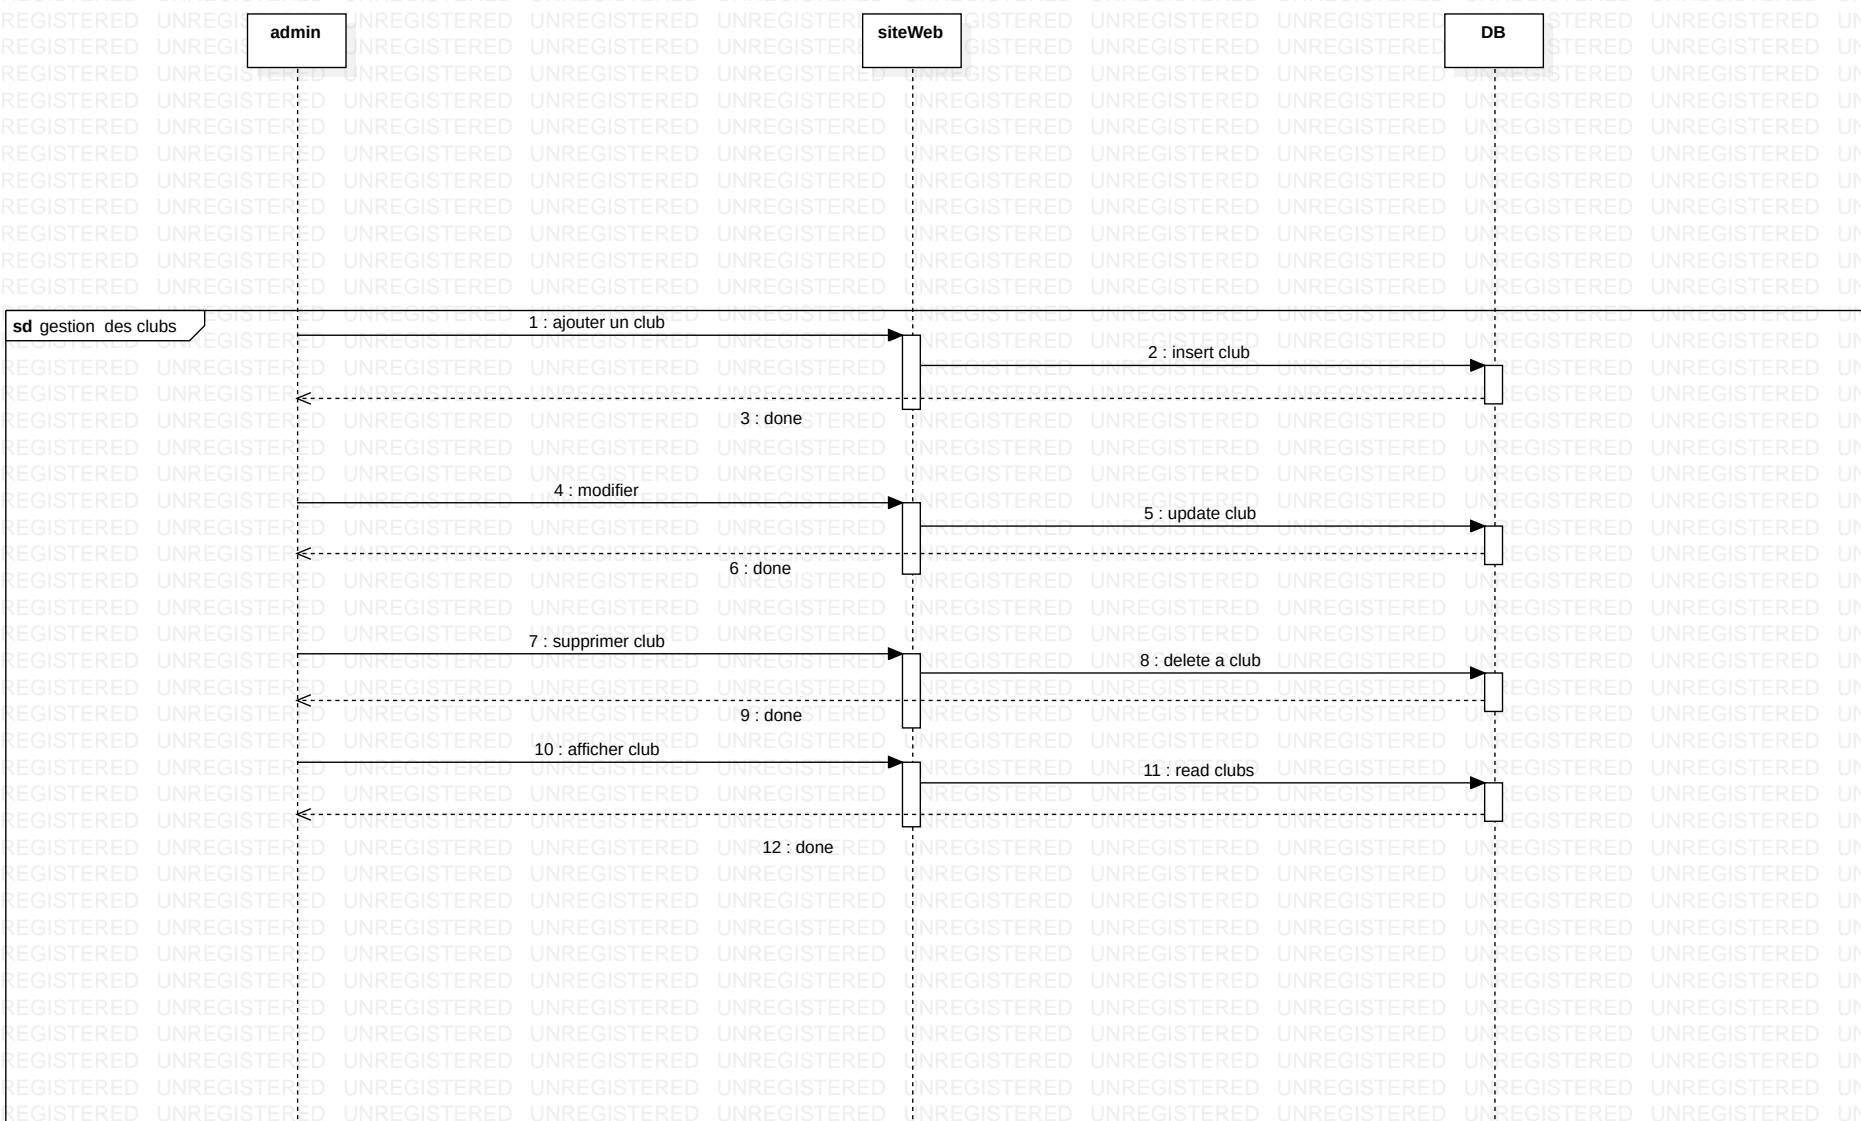 admin
siteWeb
DB
sd gestion  des clubs
1 : ajouter un club
2 : insert club
3 : done
4 : modifier
5 : update club
6 : done
7 : supprimer club
8 : delete a club
9 : done
10 : afficher club
11 : read clubs
12 : done
UNREGISTERED